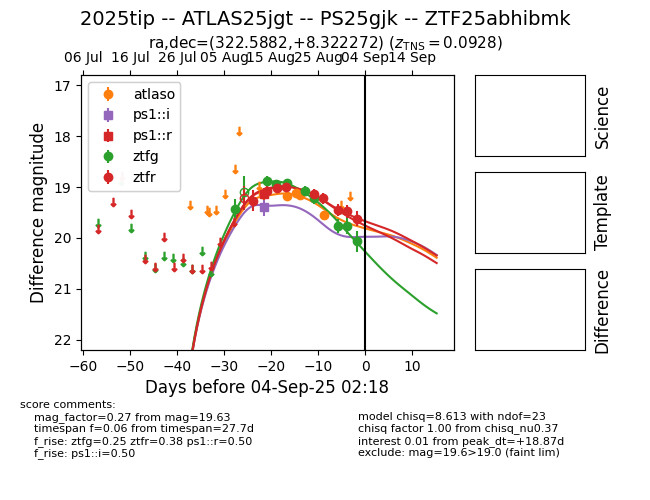 2025tip -- ATLAS25jgt -- PS25gjk -- ZTF25abhibmk
ra,dec=(322.5882,+8.322272) (z_TNS = 0.0928)
06 Jul 16 Jul 26 Jul 05 Aug 15 Aug 25 Aug 04 Sep 14 Sep
17
18
19
20
21
22
Difference magnitude
atlaso
ps1::i
ps1::r
ztfg
ztfr
−60 −50 −40 −30 −20 −10 0 10
Days before 04-Sep-25 02:18
Science
Template
Difference
score comments:
mag_factor=0.27 from mag=19.63
timespan f=0.06 from timespan=27.7d
f_rise: ztfg=0.25 ztfr=0.38 ps1::r=0.50
f_rise: ps1::i=0.50
model chisq=8.613 with ndof=23
chisq factor 1.00 from chisq_nu0.37
interest 0.01 from peak_dt=+18.87d
exclude: mag=19.6>19.0 (faint lim)